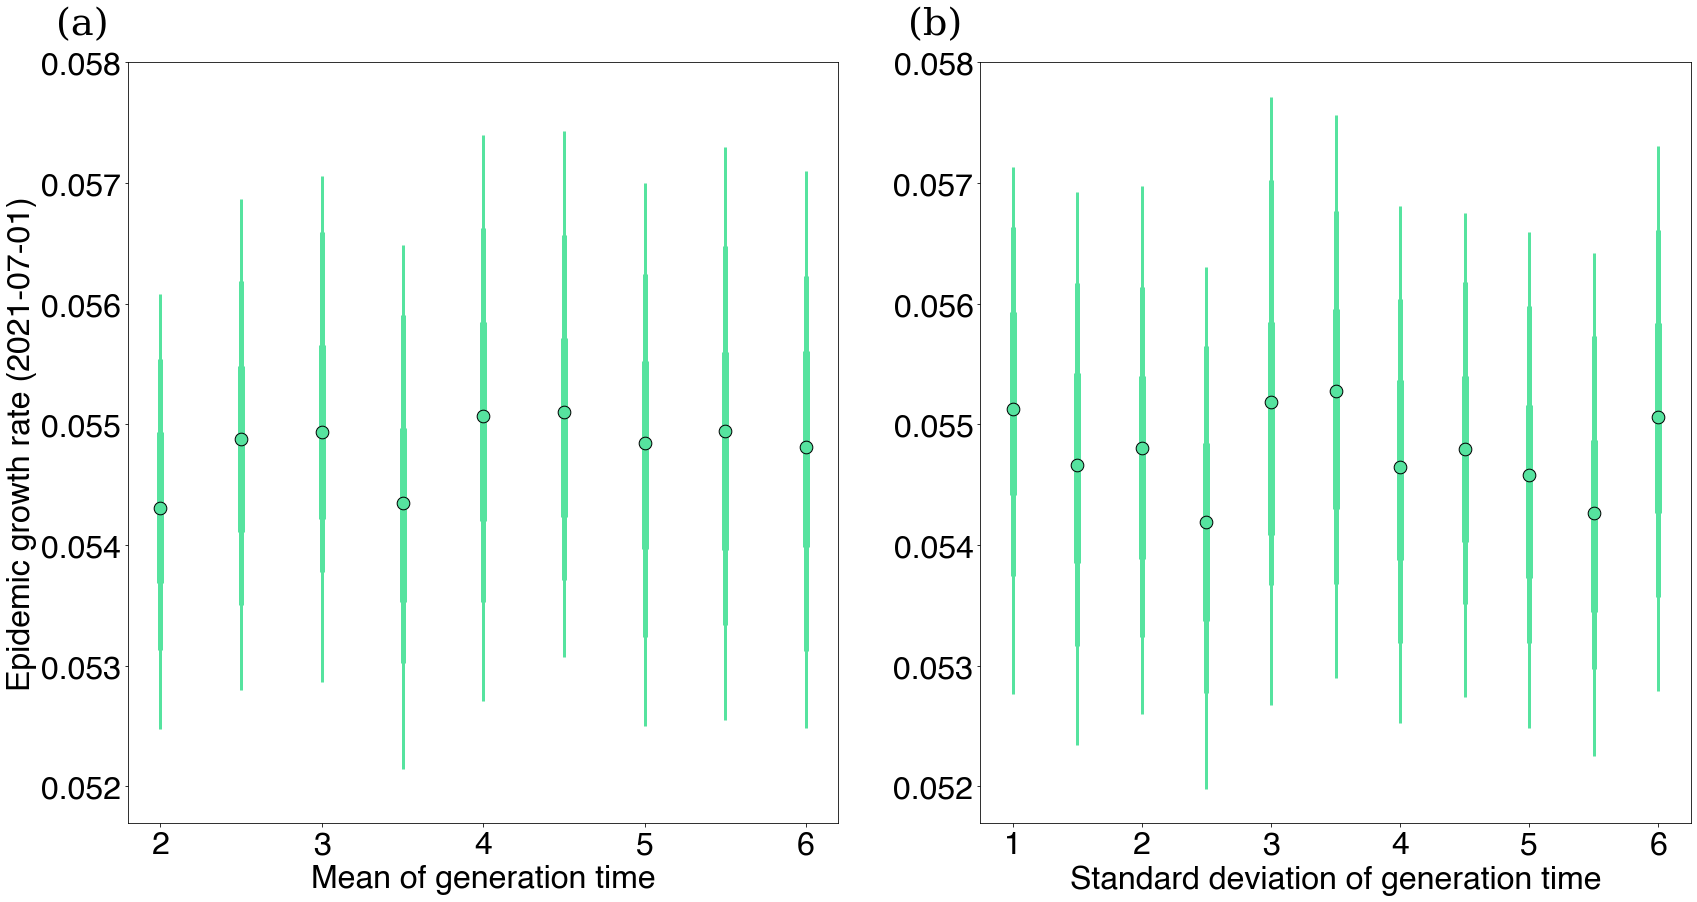 (a)
0.058
0.057
0.056
0.055
0.054
0.053
0.052
Epidemic growth rate (2021-07-01)
2 3 4 5 6
Mean of generation time
(b)
0.058
0.057
0.056
0.055
0.054
0.053
0.052
1 2 3 4 5 6
Standard deviation of generation time